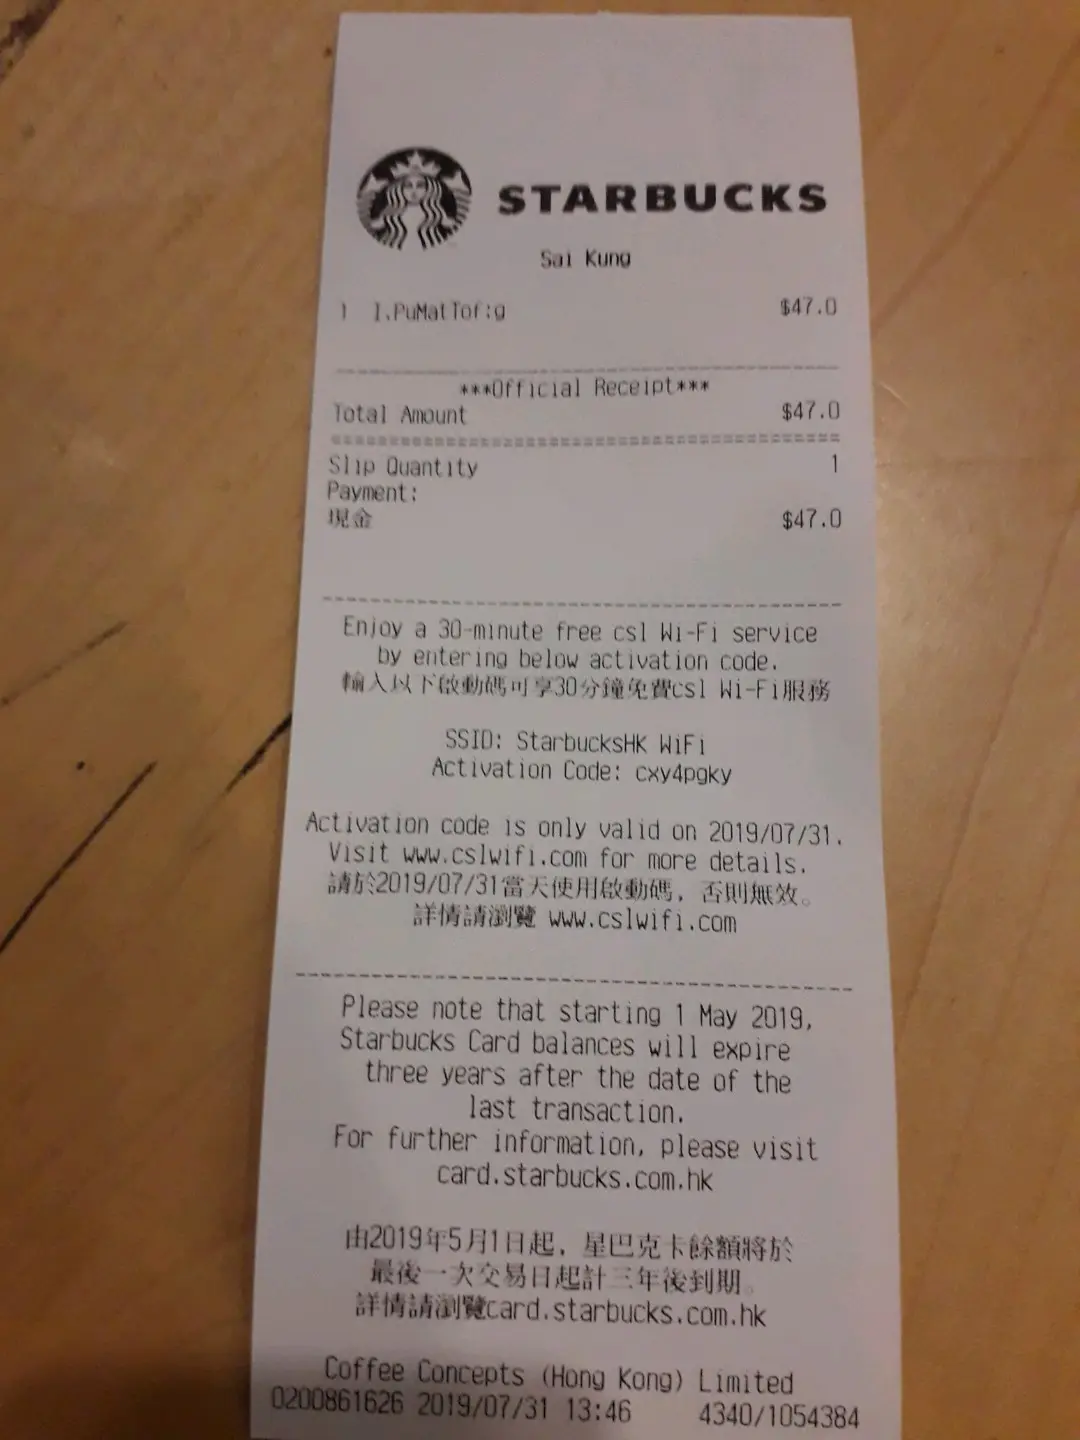 STARBUCKS
Sai Kung
1 I.PuMatTof:g $47.0
***Official Receipt***
Total Amount $47.0
Slip Quantity 1
Payment:
現金 $47.0
Enjoy a 30-minute free csl Wi-Fi service
by entering below activation code.
輸入以下啟動碼可享30分鐘免費csl Wi-Fi服務
SSID: StarbucksHK WiFi
Activation Code: cxy4pgky
Activation code is only valid on 2019/07/31.
Visit www.cslwifi.com for more details.
請於2019/07/31當天使用啟動碼，否則無效。
詳情請瀏覽 www.cslwifi.com
Please note that starting 1 May 2019,
Starbucks Card balances will expire
three years after the date of the
last transaction.
For further information, please visit
card.starbucks.com.hk
由2019年5月1日起，星巴克卡餘額將於
最後一次交易日起計三年後到期。
詳情請瀏覽card.starbucks.com.hk
Coffee Concepts (Hong Kong) Limited
0200861626 2019/07/31 13:46 4340/1054384